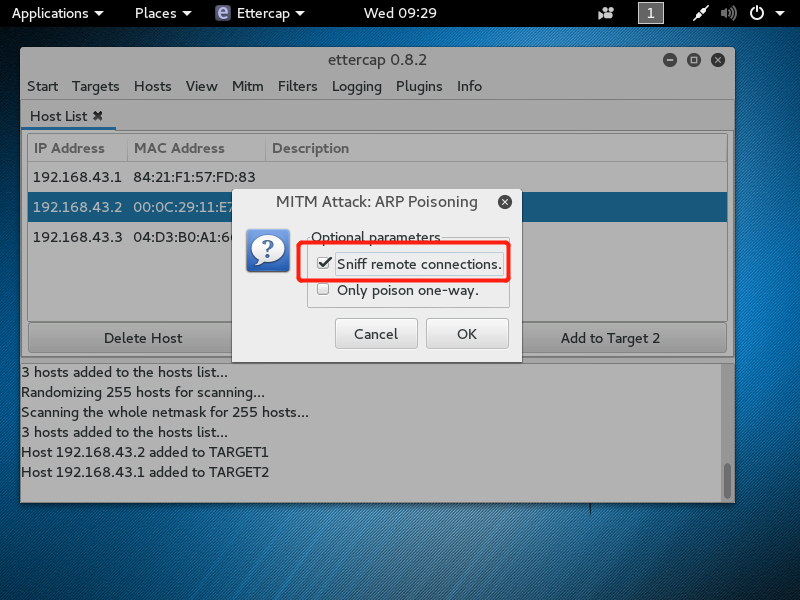 Applications Places Ettercap Wed 09:29 1
ettercap 0.8.2
Start Targets Hosts View Mitm Filters Logging Plugins Info
Host List
IP Address MAC Address Description
192.168.43.1 84:21:F1:57:FD:83
192.168.43.2 00:0C:29:11:E7
192.168.43.3 04:D3:B0:A1:66
MITM Attack: ARP Poisoning
Optional parameters
Sniff remote connections.
Only poison one-way.
Cancel OK
Delete Host Add to Target 2
3 hosts added to the hosts list...
Randomizing 255 hosts for scanning...
Scanning the whole netmask for 255 hosts...
3 hosts added to the hosts list...
Host 192.168.43.2 added to TARGET1
Host 192.168.43.1 added to TARGET2